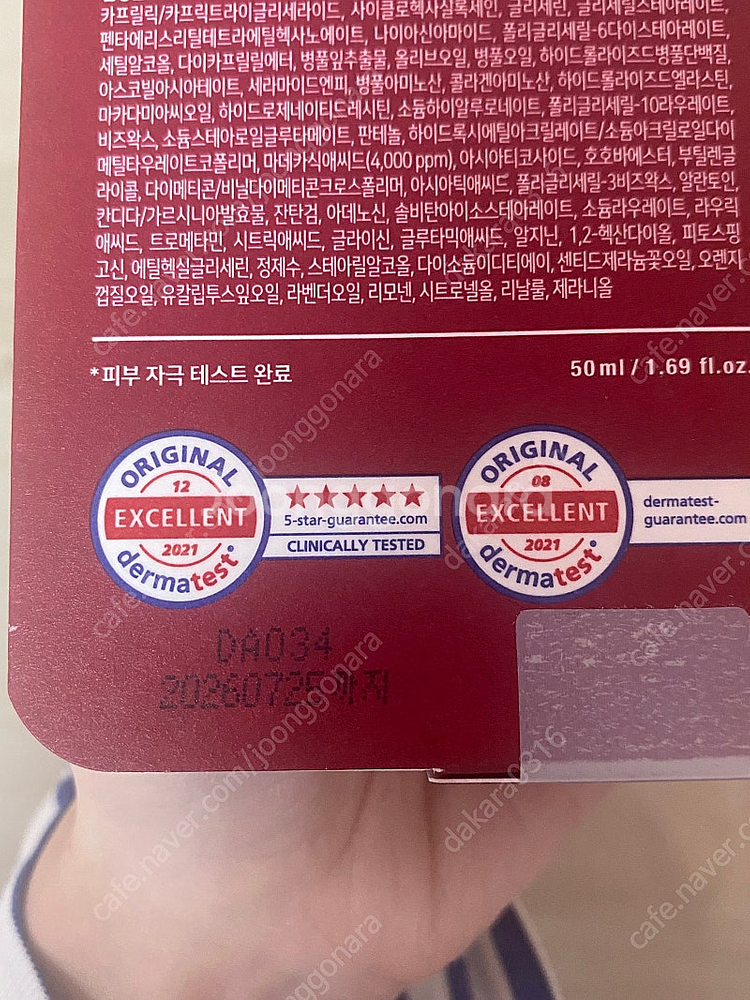 카프릴릭/카프릭트라이글리세라이드, 사이클로헥사실록세인, 글리세린, 글리세릴스테아레이트,
펜타에리스리틸테트라에틸헥사노에이트, 나이아신아마이드, 폴리글리세릴-6다이스테아레이트,
세틸알코올, 다이카프릴릴에터, 병풀잎추출물, 올리브오일, 병풀오일, 하이드롤라이즈드병풀단백질,
아스코빌아시아테이트, 세라마이드엔피, 병풀아미노산, 콜라겐아미노산, 하이드롤라이즈드엘라스틴,
마카다미아씨오일, 하이드로제네이티드레시틴, 소듐하이알루로네이트, 폴리글리세릴-10라우레이트,
비즈왁스, 소듐스테아로일글루타메이트, 판테놀, 하이드록시에틸아크릴레이트/소듐아크릴로일다이
메틸타우레이트코폴리머, 마데카식애씨드(4,000 ppm), 아시아티코사이드, 호호바에스터, 부틸렌글
라이콜, 다이메티콘/비닐다이메티콘크로스폴리머, 아시아틱애씨드, 폴리글리세릴-3비즈왁스, 알란토인,
칸디다/가르시니아발효물, 잔탄검, 아데노신, 솔비탄아이소스테아레이트, 소듐라우레이트, 라우릭
애씨드, 트로메타민, 시트릭애씨드, 글라이신, 글루타믹애씨드, 알지닌, 1,2-헥산다이올, 피토스핑
고신, 에틸헥실글리세린, 정제수, 스테아릴알코올, 다이소듐이디티에이, 센티드제라늄꽃오일, 오렌지
껍질오일, 유칼립투스잎오일, 라벤더오일, 리모넨, 시트로넬올, 리날룰, 제라니올
*피부 자극 테스트 완료
50ml / 1.69 fl.oz.
ORIGINAL
12
EXCELLENT
2021
dermatest
★★★★★
5-star-guarantee.com
CLINICALLY TESTED
ORIGINAL
08
EXCELLENT
2021
dermatest
dermatest-
guarantee.com
DA034
20260725까지
cafe.naver.com/joonggonara
dakara0316
joonggonara